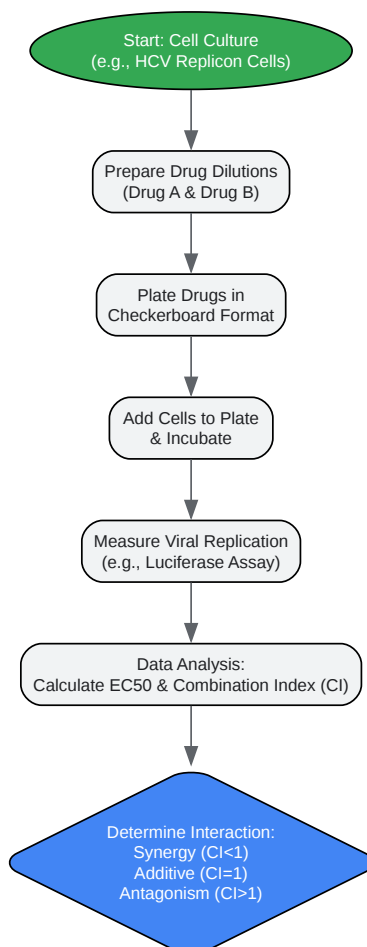 Start: Cell Culture
(e.g., HCV Replicon Cells)
Prepare Drug Dilutions
(Drug A & Drug B)
Plate Drugs in
Checkerboard Format
Add Cells to Plate
& Incubate
Measure Viral Replication
(e.g., Luciferase Assay)
Data Analysis:
Calculate EC50 & Combination Index (CI)
Determine Interaction:
Synergy (CI<1)
Additive (CI=1)
Antagonism (CI>1)